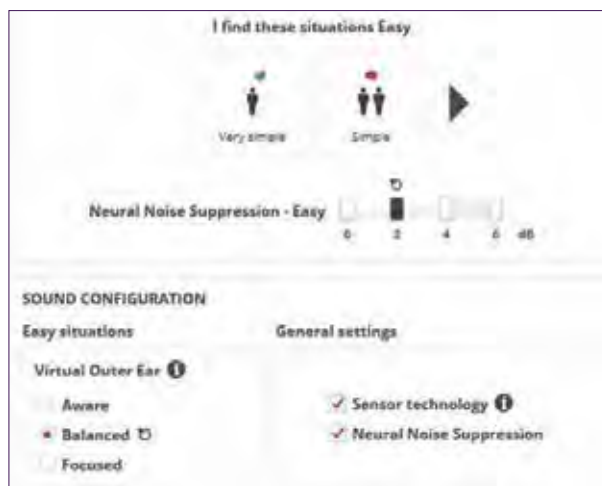 I find these situations Easy
Very simple Simple
Neural Noise Suppression - Easy
0 2 4 6 dB
SOUND CONFIGURATION
Easy situations General settings
Virtual Outer Ear
Aware
Sensor technology
Balanced
Neural Noise Suppression
Focused